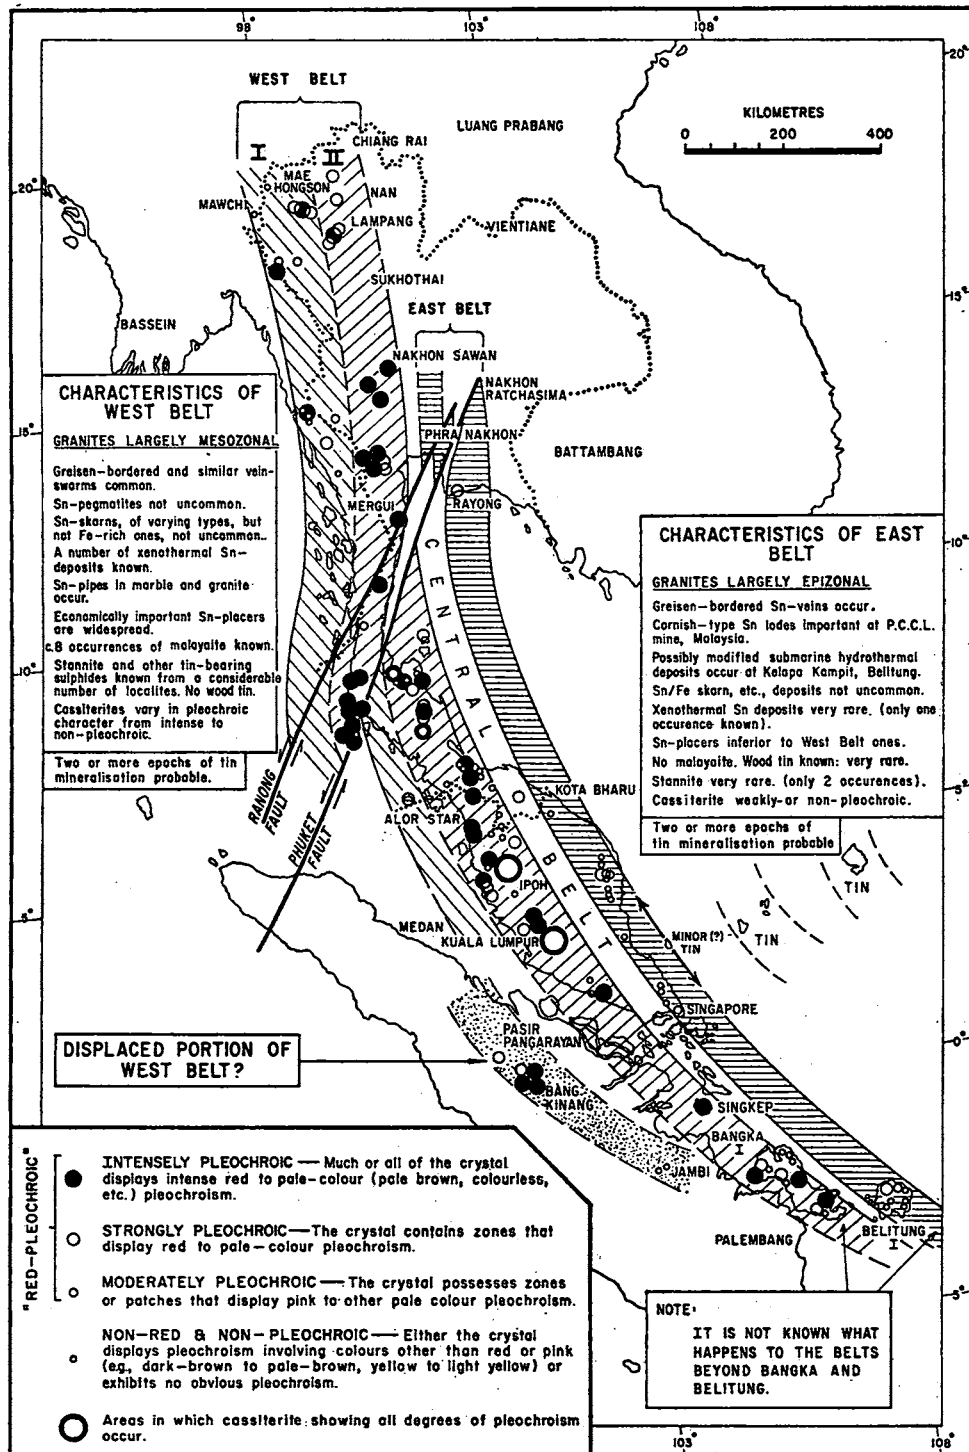 98°
103°
108°
20°
WEST BELT
KILOMETRES
0 200 400
LUANG PRABANG
CHIANG RAI
I
II
MAE
HONGSON
NAN
20°
MAWCHI
LAMPANG
VIENTIANE
SUKHOTHAI
15°
EAST BELT
BASSEIN
NAKHON SAWAN
NAKHON
RATCHASIMA
PHRA NAKHON
BATTAMBANG
15°
MERGUI
RAYONG
10°
CHARACTERISTICS OF
WEST BELT
GRANITES LARGELY MESOZONAL
Greisen-bordered and similar vein-
swarms common.
Sn-pegmatites not uncommon.
Sn-skarns, of varying types, but
not Fe-rich ones, not uncommon.
A number of xenothermal Sn-
deposits known.
Sn-pipes in marble and granite
occur.
Economically important Sn-placers
are widespread.
c.8 occurrences of malayaite known.
Stannite and other tin-bearing
sulphides known from a considerable
number of localites. No wood tin.
Cassiterites vary in pleochroic
character from intense to
non-pleochroic.
Two or more epochs of tin
mineralisation probable.
CENTRAL BELT
CHARACTERISTICS OF EAST
BELT
GRANITES LARGELY EPIZONAL
Greisen-bordered Sn-veins occur.
Cornish-type Sn lodes important at P.C.C.L.
mine, Malaysia.
Possibly modified submarine hydrothermal
deposits occur at Kelapa Kampit, Belitung.
Sn/Fe skarn, etc., deposits not uncommon.
Xenothermal Sn deposits very rare. (only one
occurence known).
Sn-placers inferior to West Belt ones.
No malayaite. Wood tin known: very rare.
Stannite very rare. (only 2 occurences).
Cassiterite weakly-or non-pleochroic.
Two or more epochs of
tin mineralisation probable
10°
5°
RANONG
FAULT
PHUKET
FAULT
ALOR STAR
KOTA BHARU
IPOH
TIN
TIN
MINOR(?)
TIN
5°
MEDAN
KUALA LUMPUR
SINGAPORE
0°
DISPLACED PORTION OF
WEST BELT?
PASIR
PANGARAYAN
BANG
KINANG
SINGKEP
BANGKA
I
JAMBI
PALEMBANG
BELITUNG
I
5°
"RED-PLEOCHROIC"
INTENSELY PLEOCHROIC — Much or all of the crystal
displays intense red to pale-colour (pale brown, colourless,
etc.) pleochroism.
STRONGLY PLEOCHROIC — The crystal contains zones that
display red to pale-colour pleochroism.
MODERATELY PLEOCHROIC — The crystal possesses zones
or patches that display pink to other pale colour pleochroism.
NON-RED & NON-PLEOCHROIC — Either the crystal
displays pleochroism involving colours other than red or pink
(e.g., dark-brown to pale-brown, yellow to light yellow) or
exhibits no obvious pleochroism.
Areas in which cassiterite showing all degrees of pleochroism
occur.
NOTE:
IT IS NOT KNOWN WHAT
HAPPENS TO THE BELTS
BEYOND BANGKA AND
BELITUNG.
103°
108°